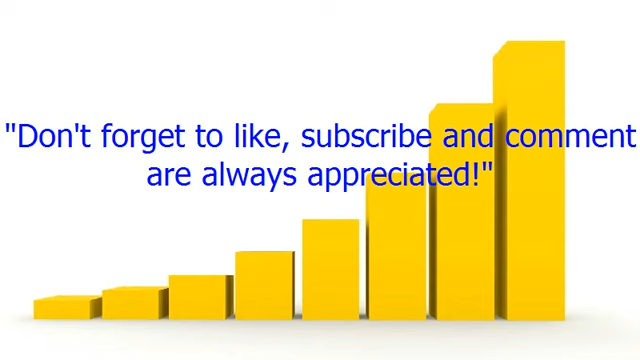 "Don't forget to like, subscribe and comment
are always appreciated!"